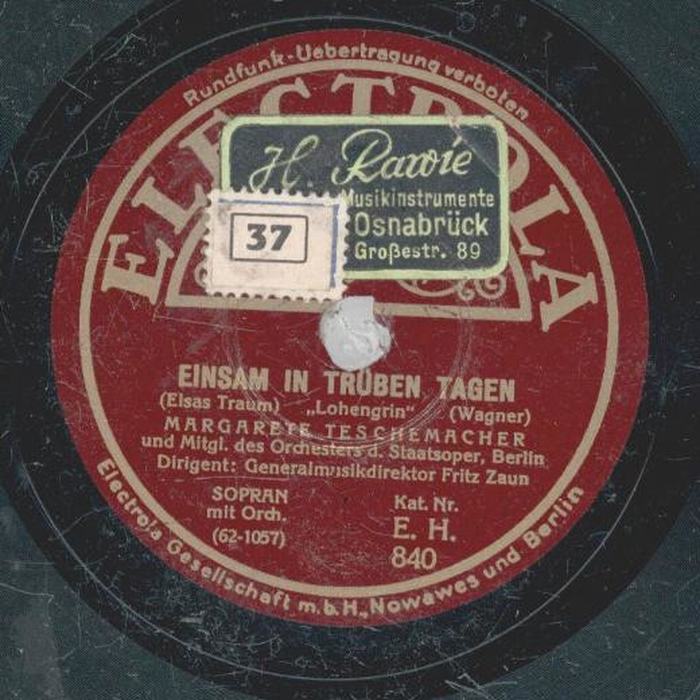 Rundfunk-Uebertragung verboten
ELECTROLA
H. Rawie
Musikinstrumente
Osnabrück
Großestr. 89
37
EINSAM IN TRÜBEN TAGEN
(Elsas Traum) „Lohengrin“ (Wagner)
MARGARETE TESCHEMACHER
und Mitgl. des Orchesters d. Staatsoper, Berlin
Dirigent: Generalmusikdirektor Fritz Zaun
SOPRAN
mit Orch.
(62-1057)
Kat. Nr.
E. H.
840
Electrola Gesellschaft m.b.H., Nowawes und Berlin